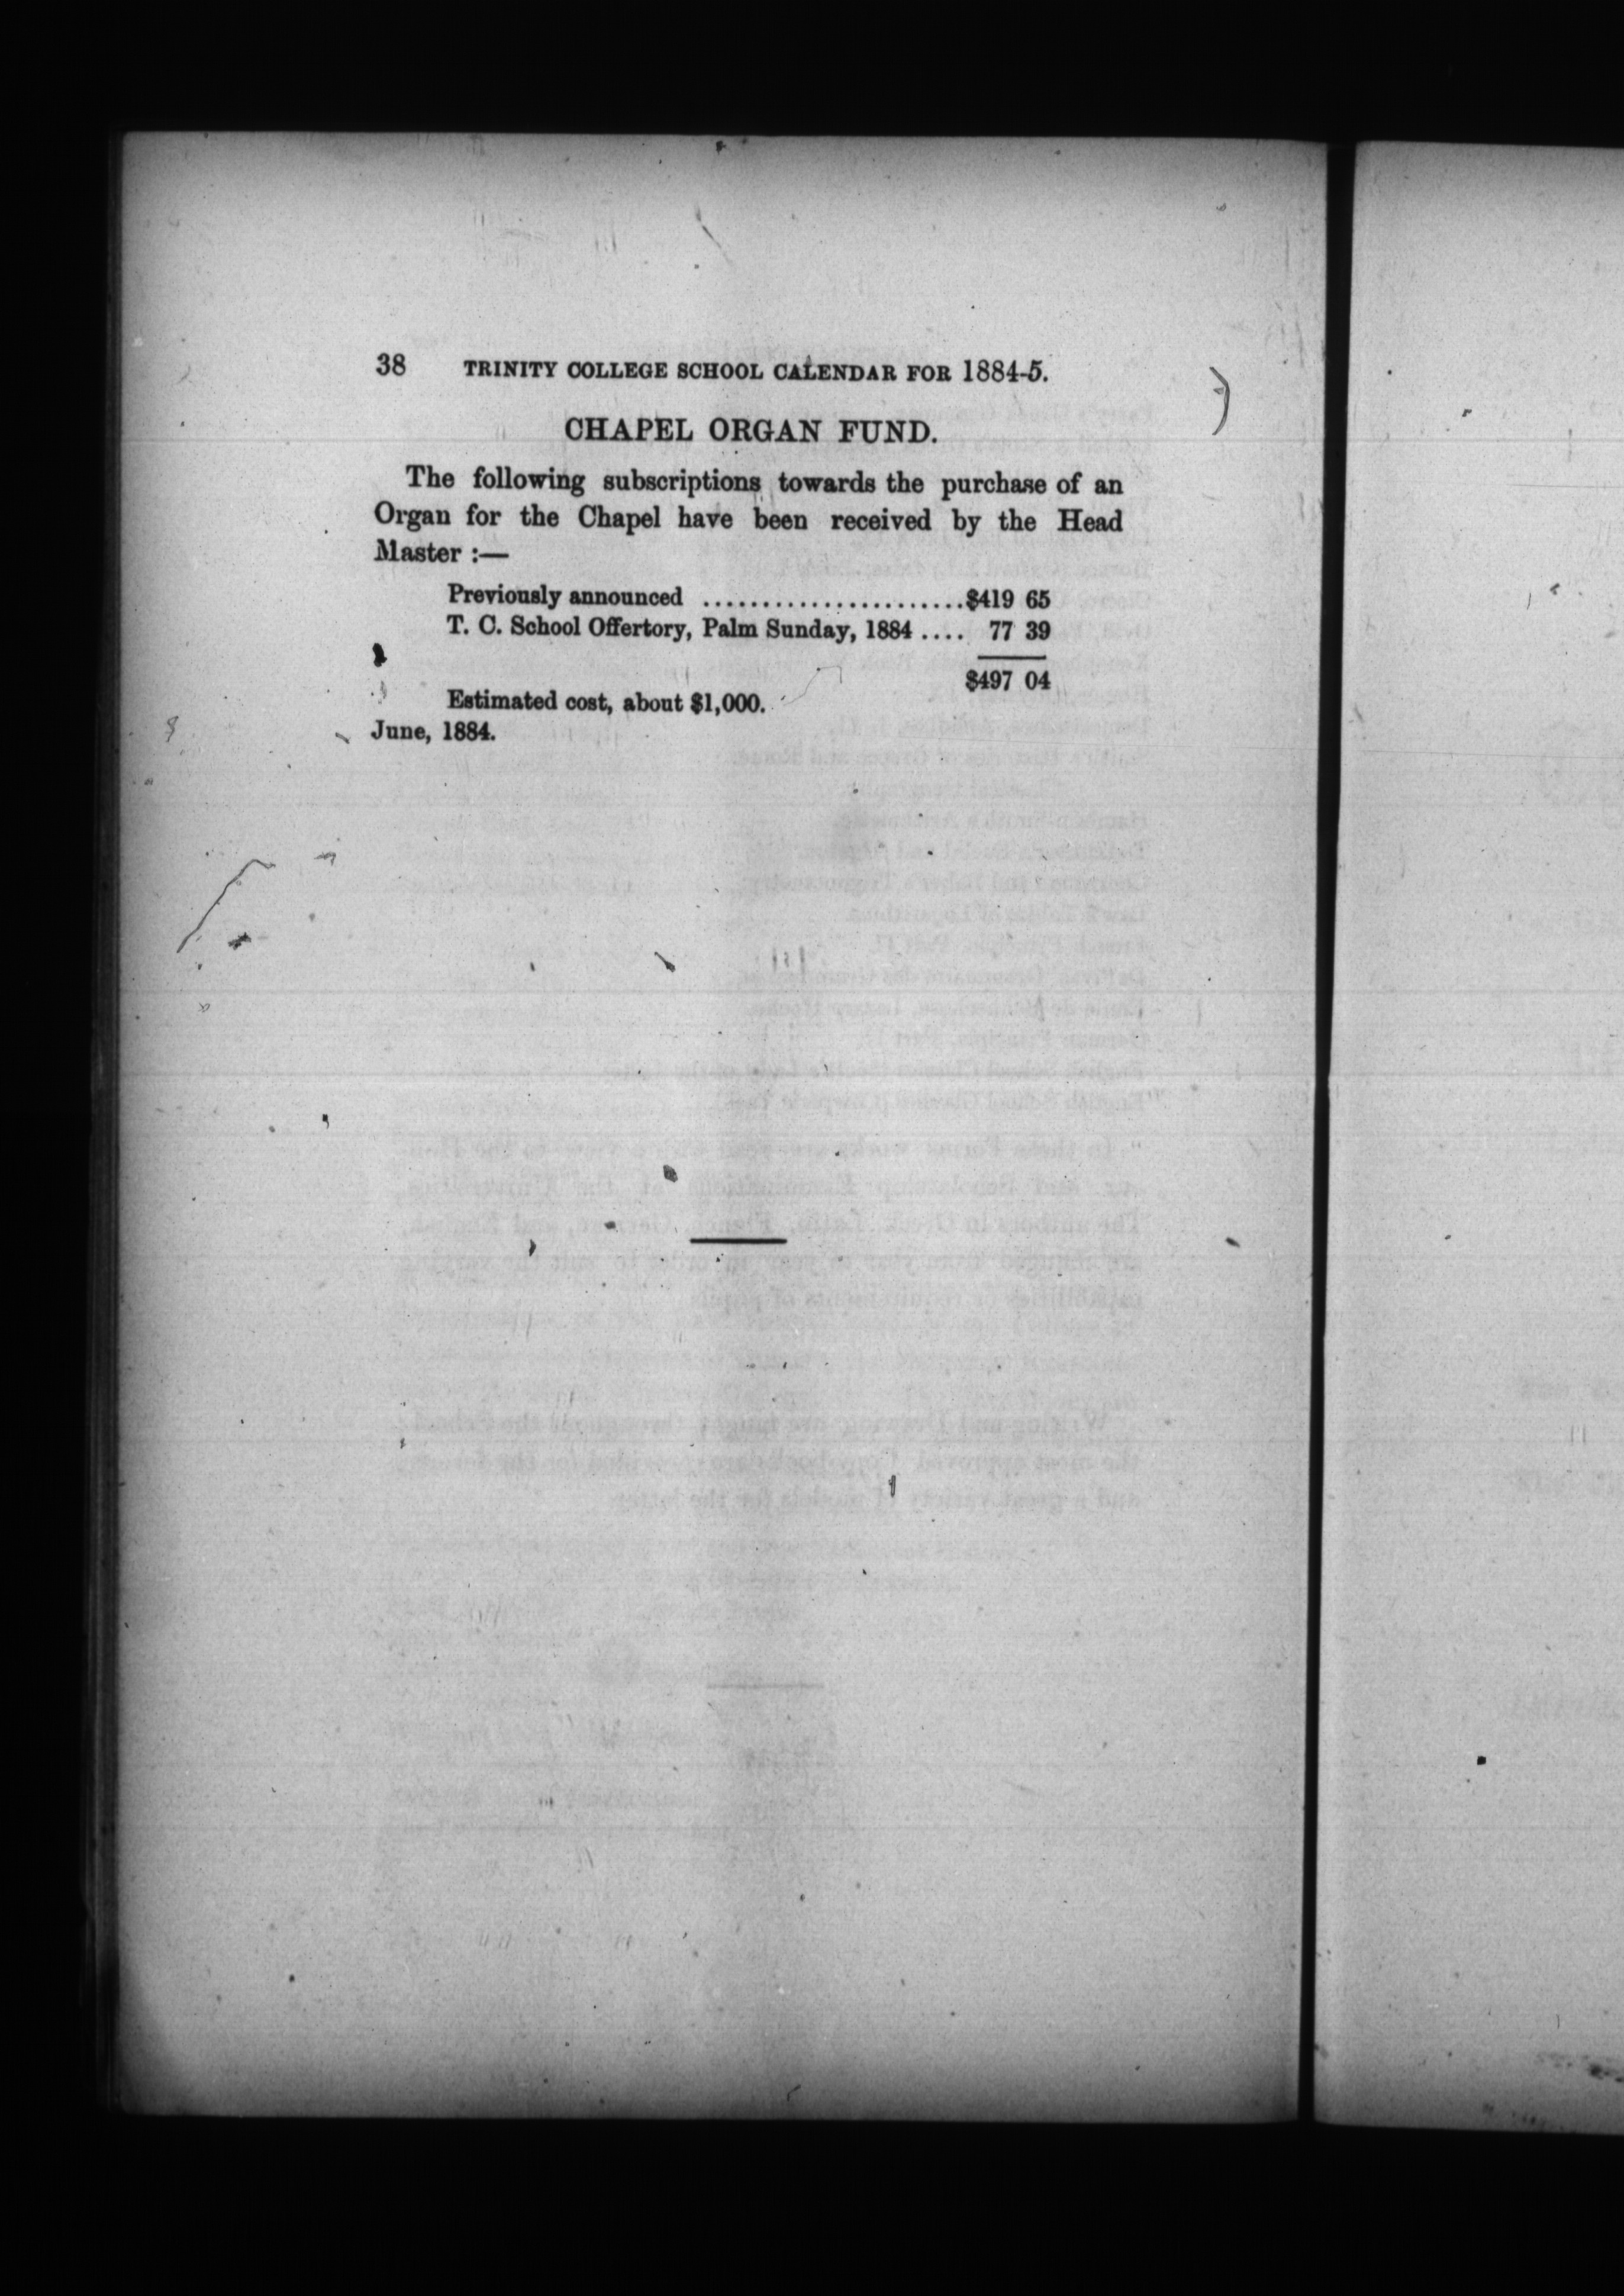 38 TRINITY COLLEGE SCHOOL CALENDAR FOR 1884-5.
CHAPEL ORGAN FUND.
The following subscriptions towards the purchase of an
Organ for the Chapel have been received by the Head
Master :—
Previously announced ......................$419 65
T. C. School Offertory, Palm Sunday, 1884 .... 77 39
$497 04
Estimated cost, about $1,000.
June, 1884.